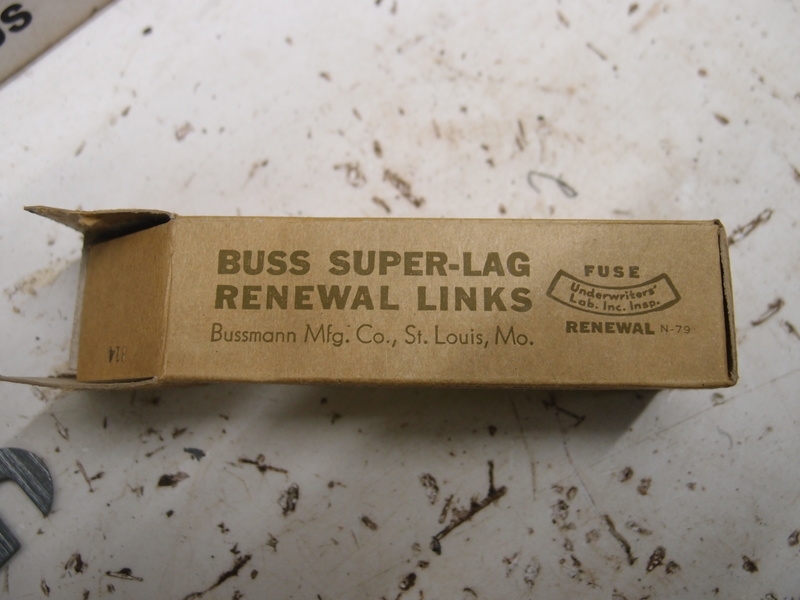 BUSS SUPER-LAG
RENEWAL LINKS
Bussmann Mfg. Co., St. Louis, Mo.
FUSE
Underwriters'
Lab. Inc. Insp.
RENEWAL N-79